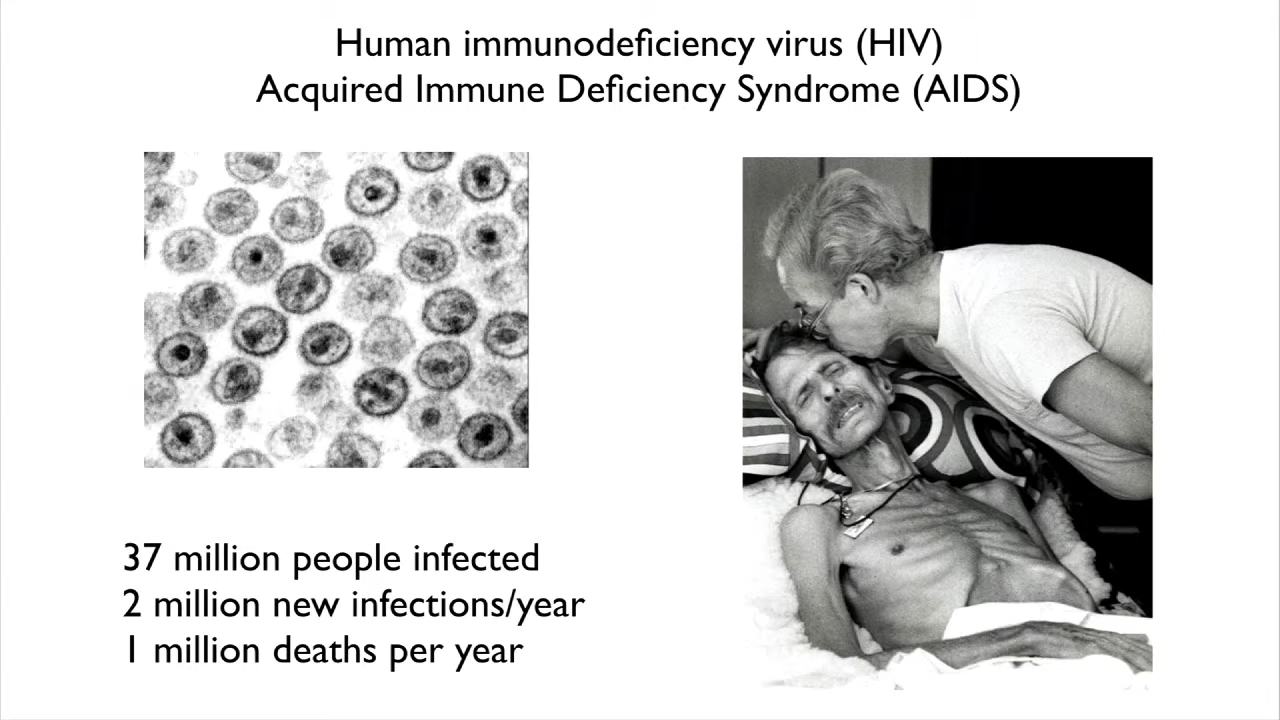 Human immunodeficiency virus (HIV)
Acquired Immune Deficiency Syndrome (AIDS)
37 million people infected
2 million new infections/year
1 million deaths per year